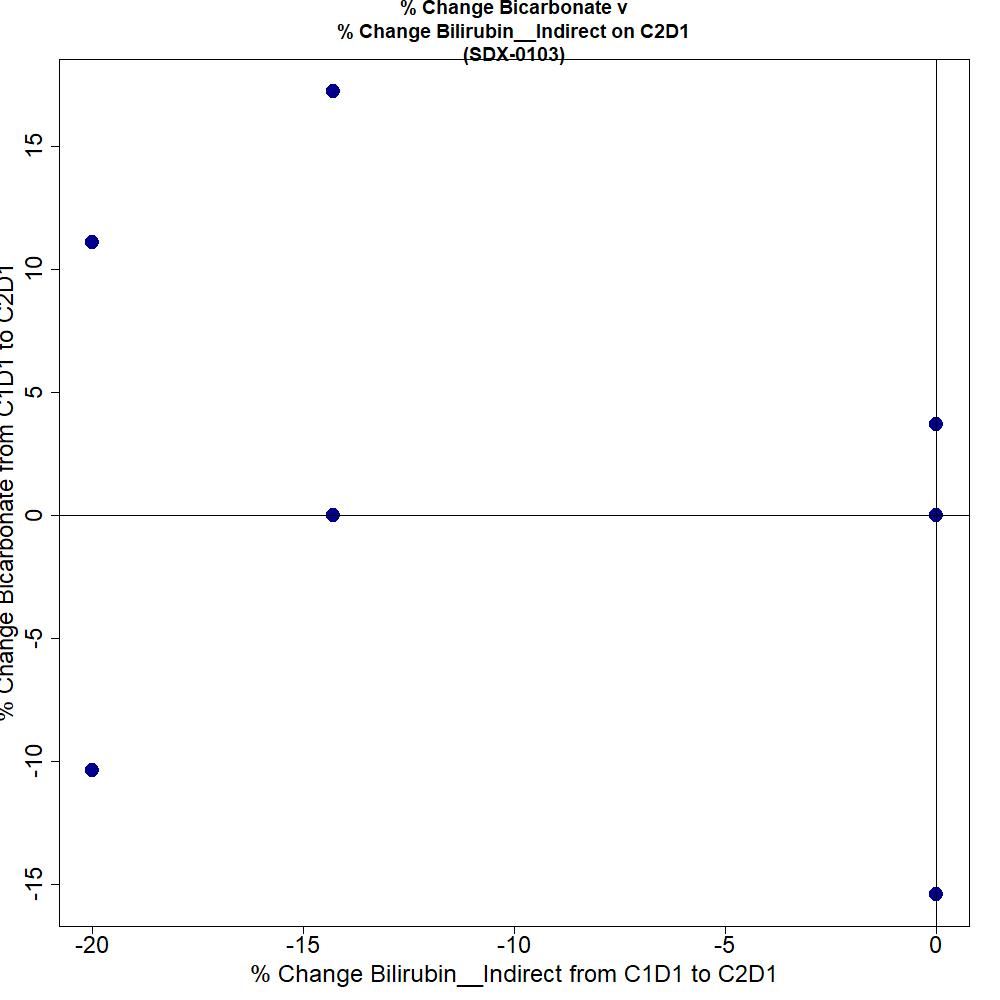 % Change Bicarbonate v
% Change Bilirubin__Indirect on C2D1
(SDX-0103)
% Change Bicarbonate from C1D1 to C2D1
15
10
5
0
-5
-10
-15
-20
-15
-10
-5
0
% Change Bilirubin__Indirect from C1D1 to C2D1